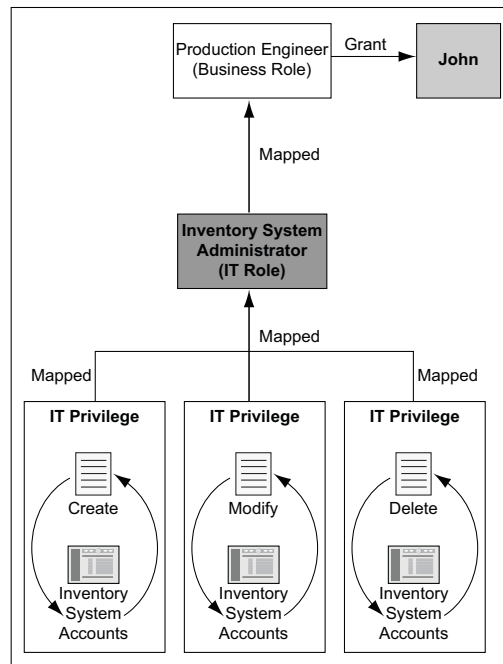 Production Engineer
(Business Role)
Grant
John
Mapped
Inventory System
Administrator
(IT Role)
Mapped
Mapped
Mapped
IT Privilege
Create
Inventory
System
Accounts
IT Privilege
Modify
Inventory
System
Accounts
IT Privilege
Delete
Inventory
System
Accounts